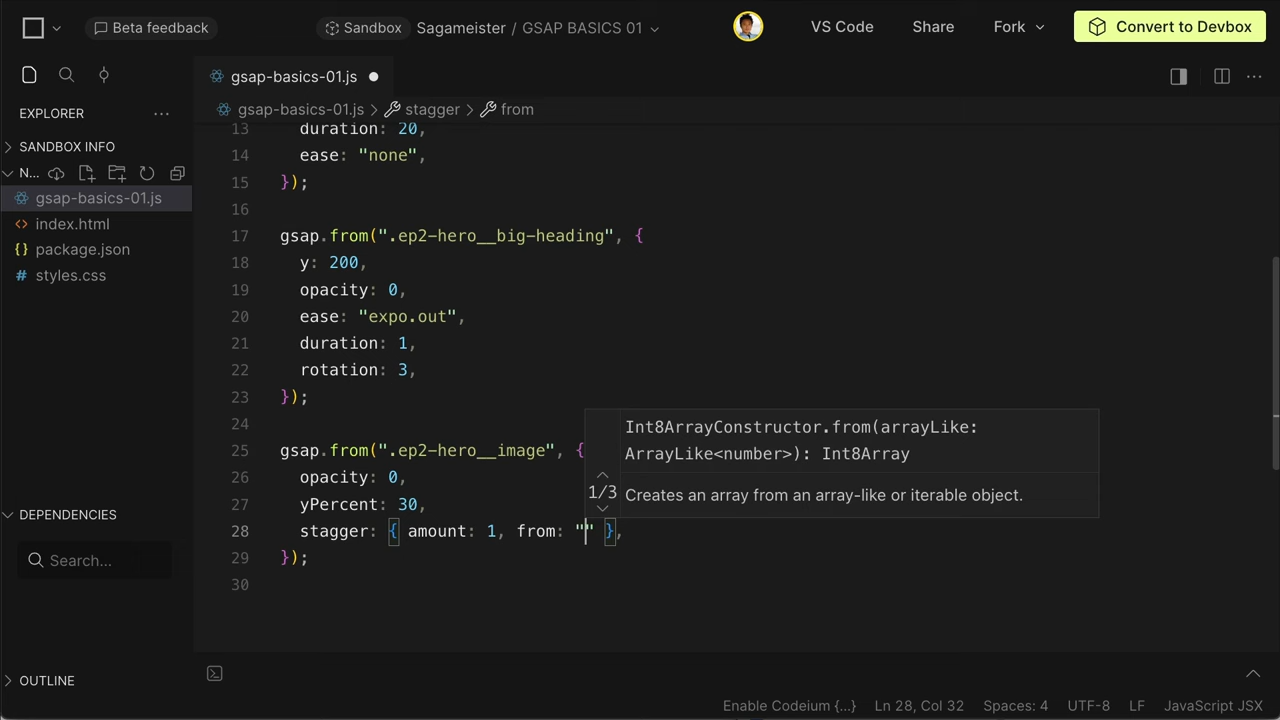 Beta feedback
Sandbox Sagameister / GSAP BASICS 01
VS Code Share Fork Convert to Devbox
gsap-basics-01.js
gsap-basics-01.js > stagger > from
EXPLORER
SANDBOX INFO
N...
gsap-basics-01.js
index.html
package.json
styles.css
DEPENDENCIES
Search...
OUTLINE
13 duration: 20,
14 ease: "none",
15 });
16
17 gsap.from(".ep2-hero__big-heading", {
18 y: 200,
19 opacity: 0,
20 ease: "expo.out",
21 duration: 1,
22 rotation: 3,
23 });
24
25 gsap.from(".ep2-hero__image", {
26 opacity: 0,
27 yPercent: 30,
28 stagger: { amount: 1, from: "" },
29 });
30
Int8ArrayConstructor.from(arrayLike:
ArrayLike<number>): Int8Array
1/3 Creates an array from an array-like or iterable object.
Enable Codeium {...} Ln 28, Col 32 Spaces: 4 UTF-8 LF JavaScript JSX